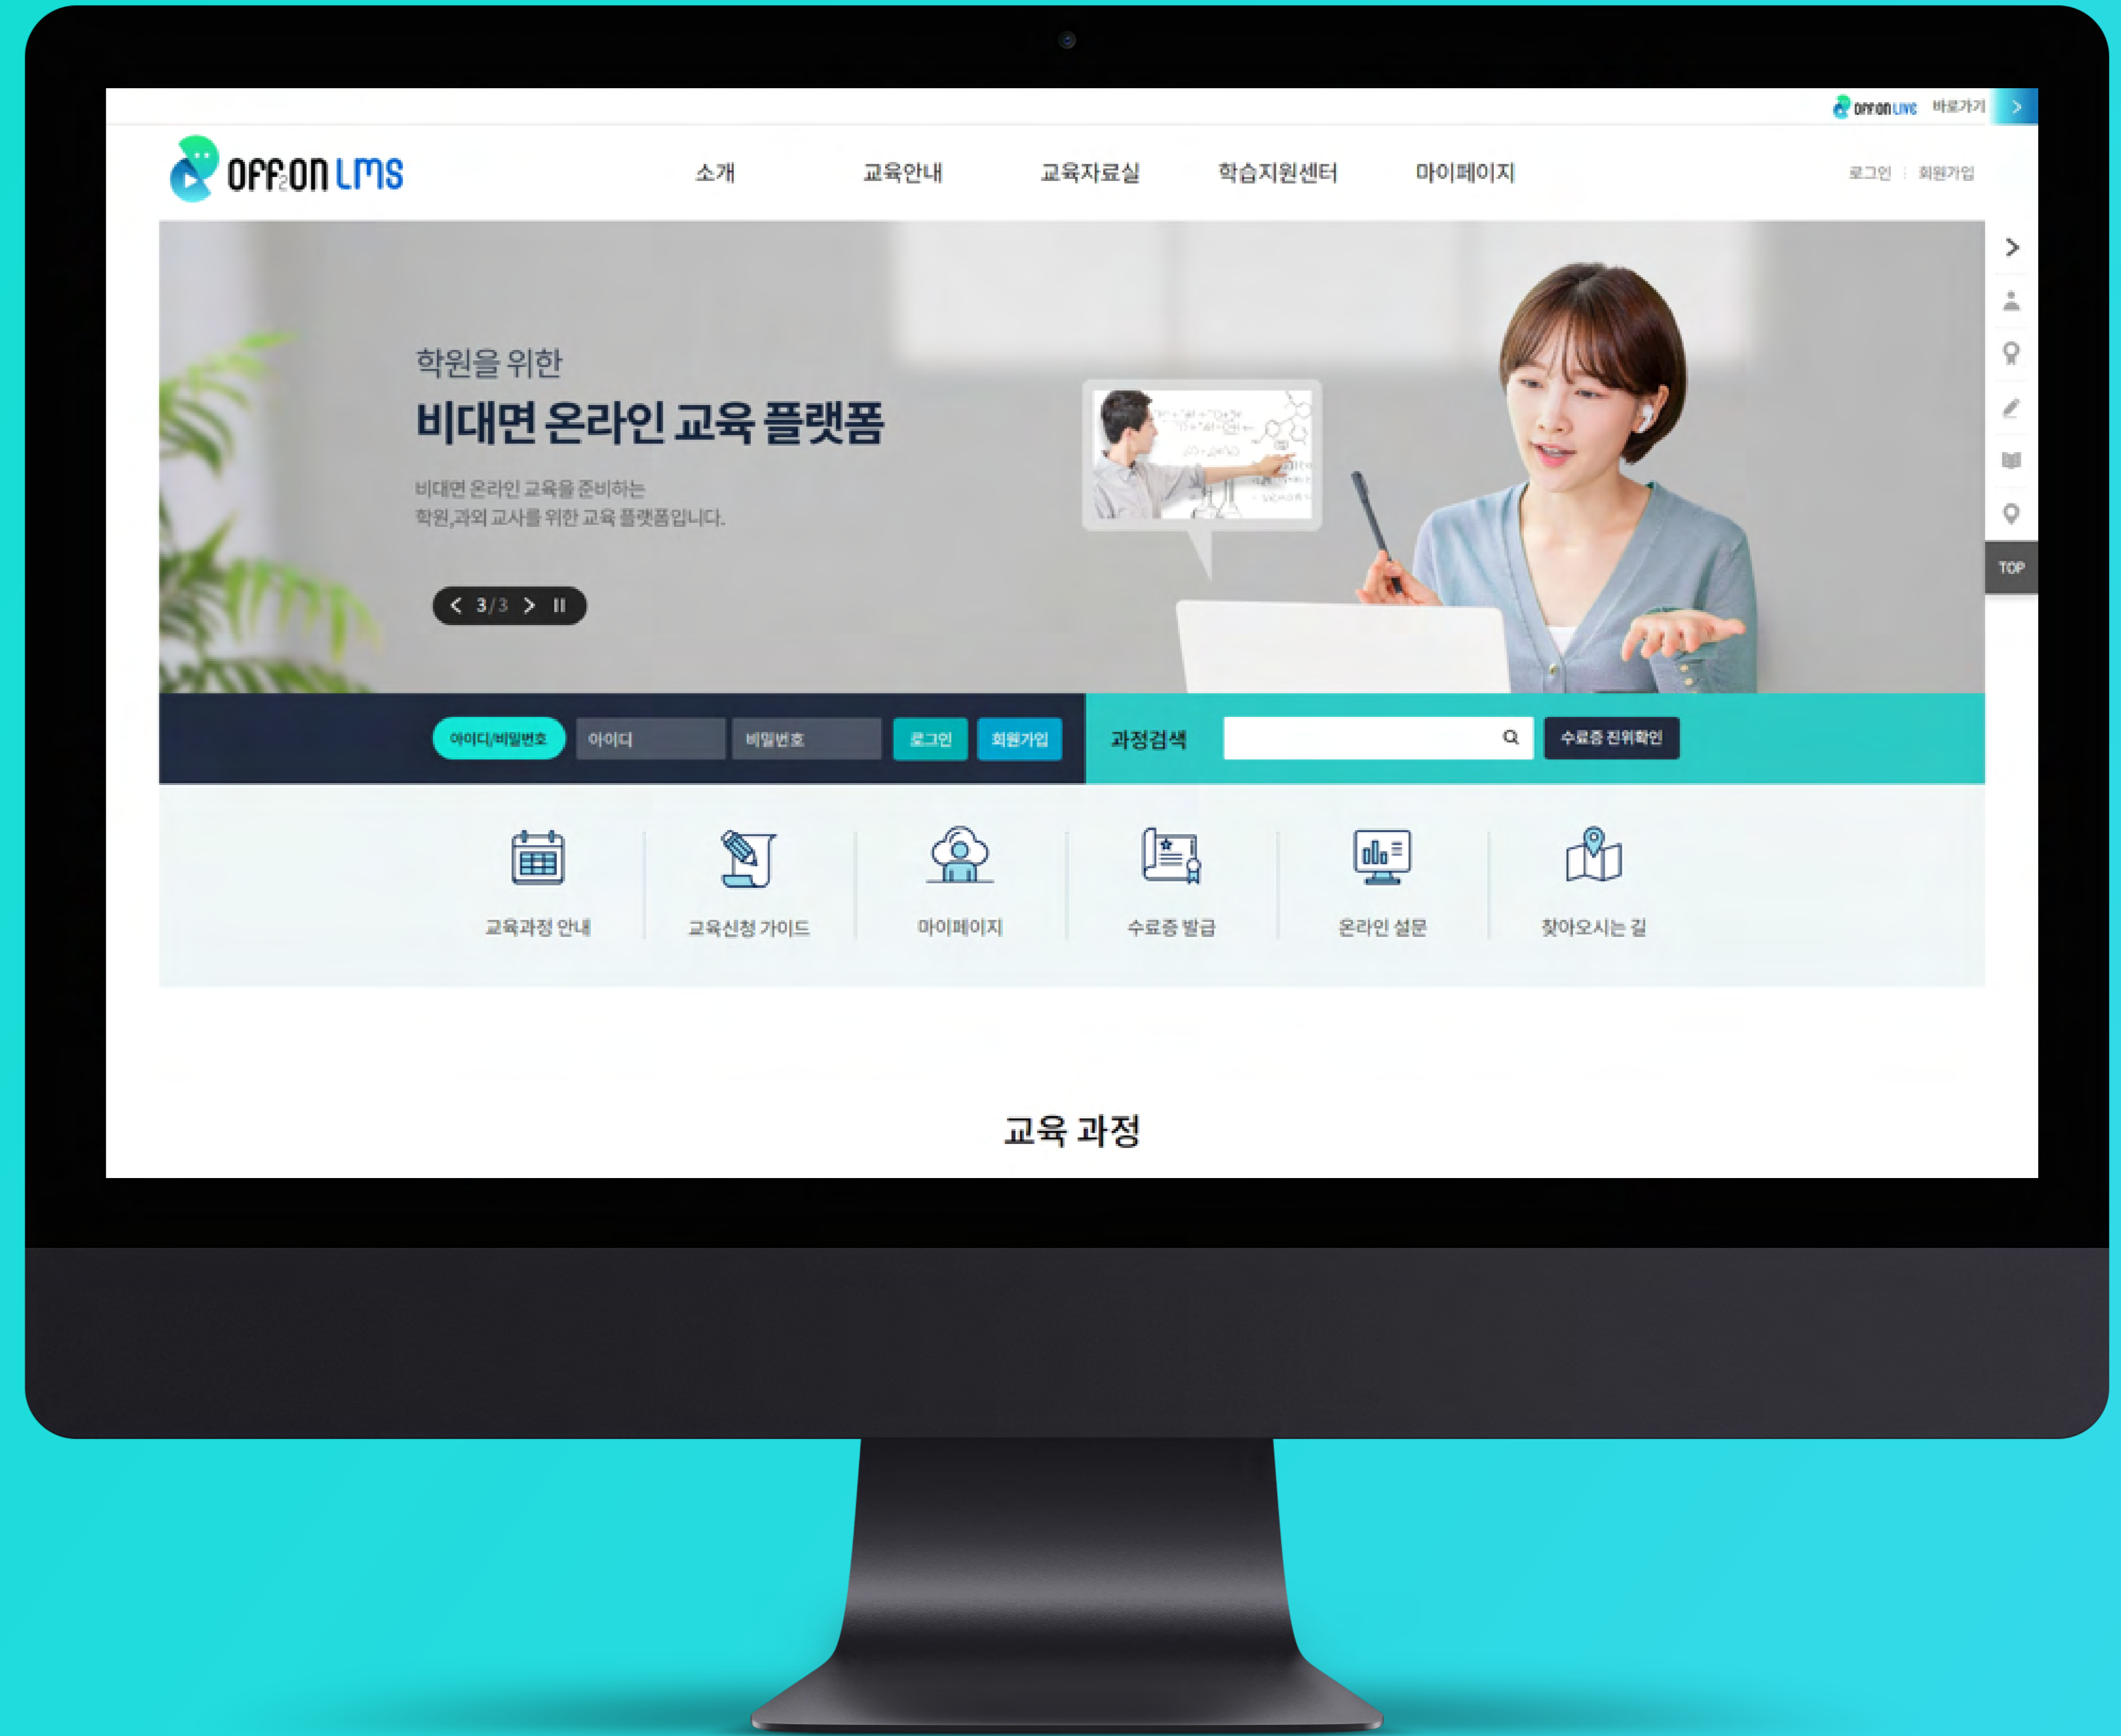 OFF2ON LIVE 바로가기
OFF2ON LMS
소개 교육안내 교육자료실 학습지원센터 마이페이지
로그인 회원가입
학원을 위한
비대면 온라인 교육 플랫폼
비대면 온라인 교육을 준비하는
학원,과외 교사를 위한 교육 플랫폼입니다.
3/3
TOP
아이디/비밀번호 아이디 비밀번호 로그인 회원가입
과정검색 수료증 진위확인
교육과정 안내 교육신청 가이드 마이페이지 수료증 발급 온라인 설문 찾아오시는 길
교육 과정